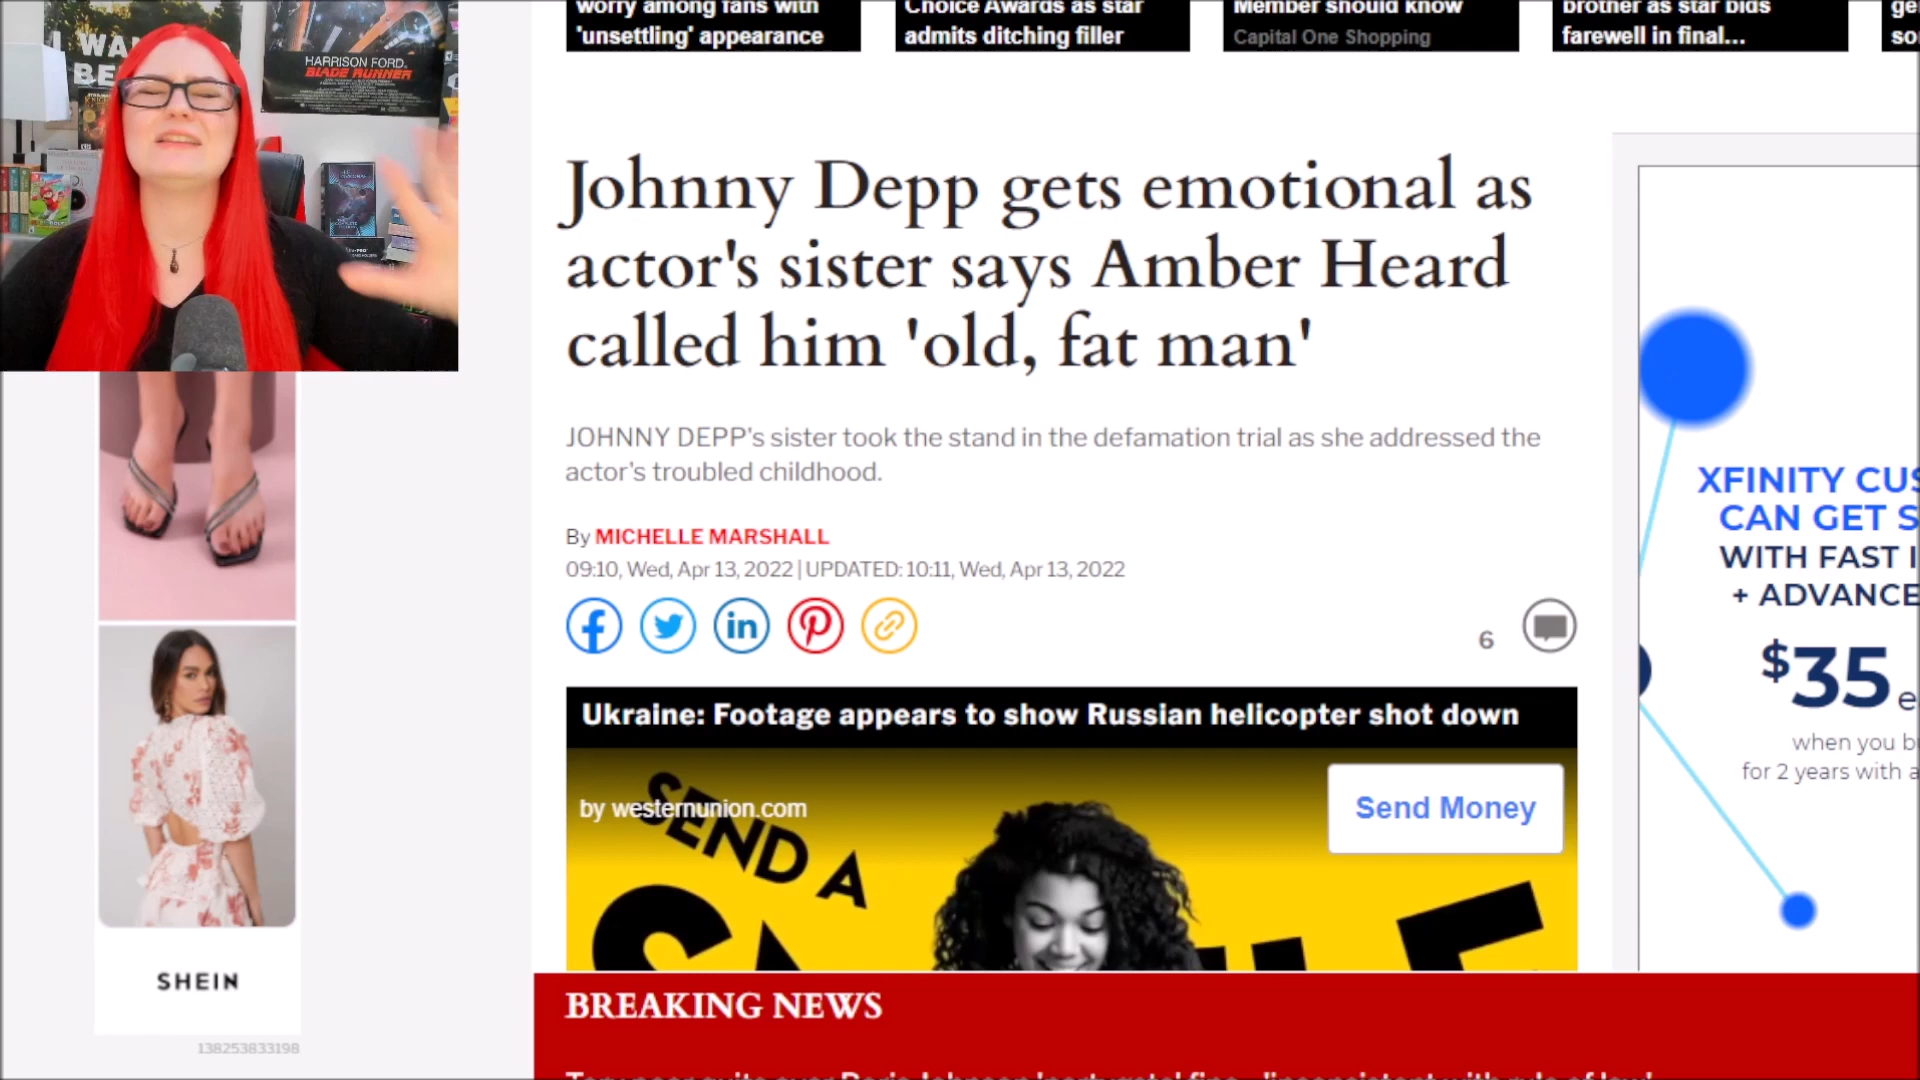 worry among fans with
'unsettling' appearance
Choice Awards as star
admits ditching filler
Member should know
Capital One Shopping
brother as star bids
farewell in final...
HARRISON FORD.
BLADE RUNNER
Johnny Depp gets emotional as
actor's sister says Amber Heard
called him 'old, fat man'
JOHNNY DEPP's sister took the stand in the defamation trial as she addressed the
actor's troubled childhood.
By MICHELLE MARSHALL
09:10, Wed, Apr 13, 2022 | UPDATED: 10:11, Wed, Apr 13, 2022
6
Ukraine: Footage appears to show Russian helicopter shot down
by westernunion.com
Send Money
SEND A
XFINITY
CAN GET
WITH FAST
+
$35
when you
for 2 years with
SHEIN
138253833198
BREAKING NEWS